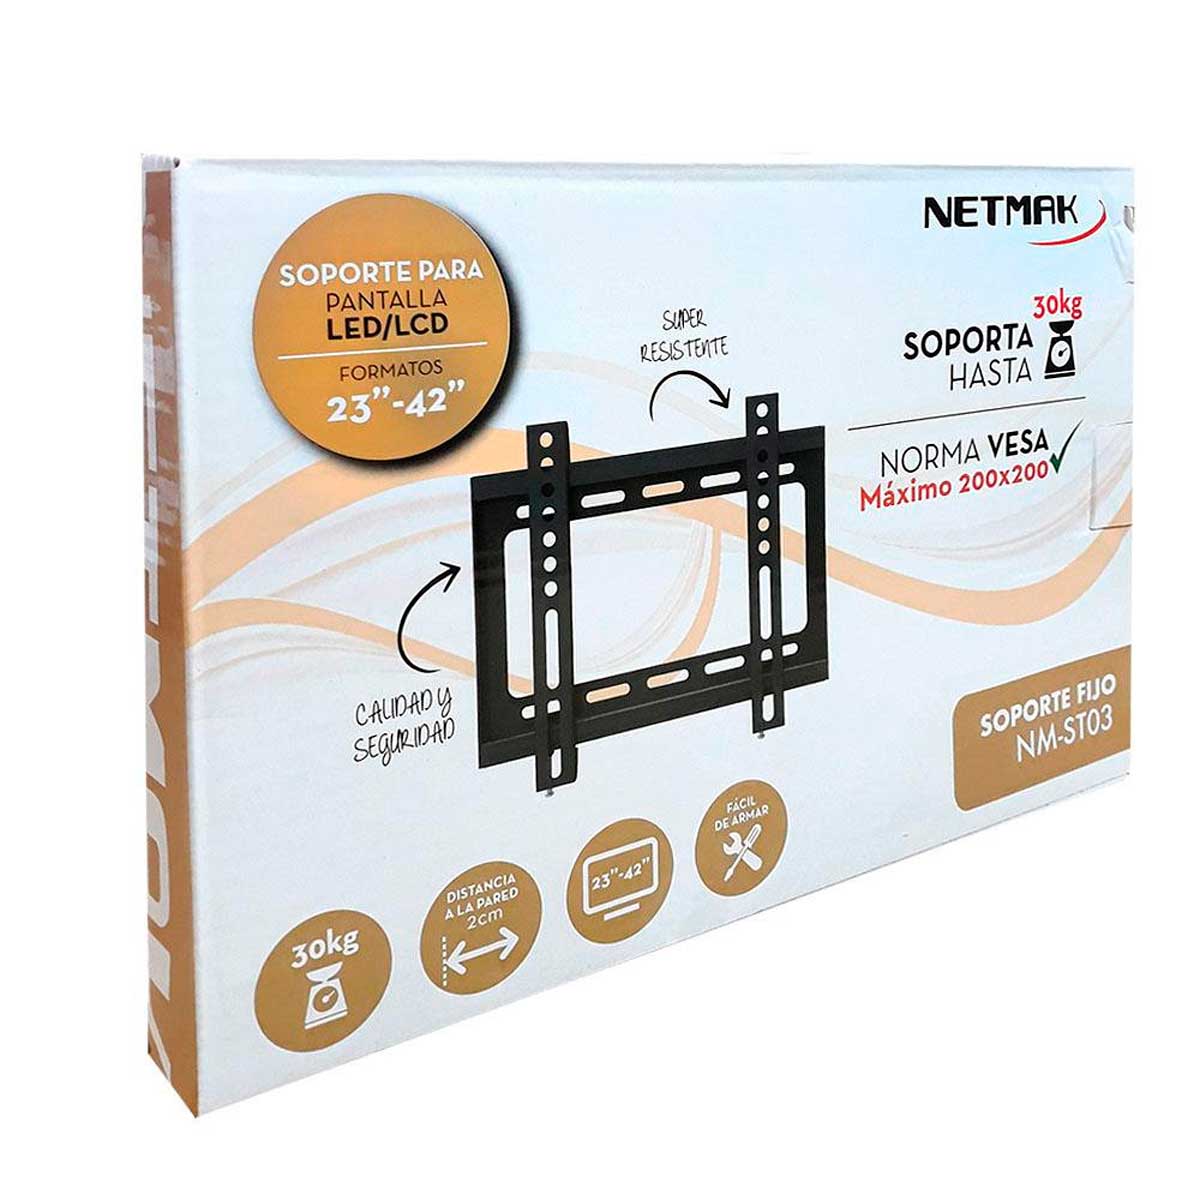 NETMAK
SOPORTE PARA
PANTALLA
LED/LCD
FORMATOS
23”-42”
SUPER
RESISTENTE
30kg
SOPORTA
HASTA
NORMA VESA
Máximo 200x200
CALIDAD Y
SEGURIDAD
SOPORTE FIJO
NM-ST03
30kg
DISTANCIA
A LA PARED
2cm
23”-42”
FÁCIL
DE ARMAR